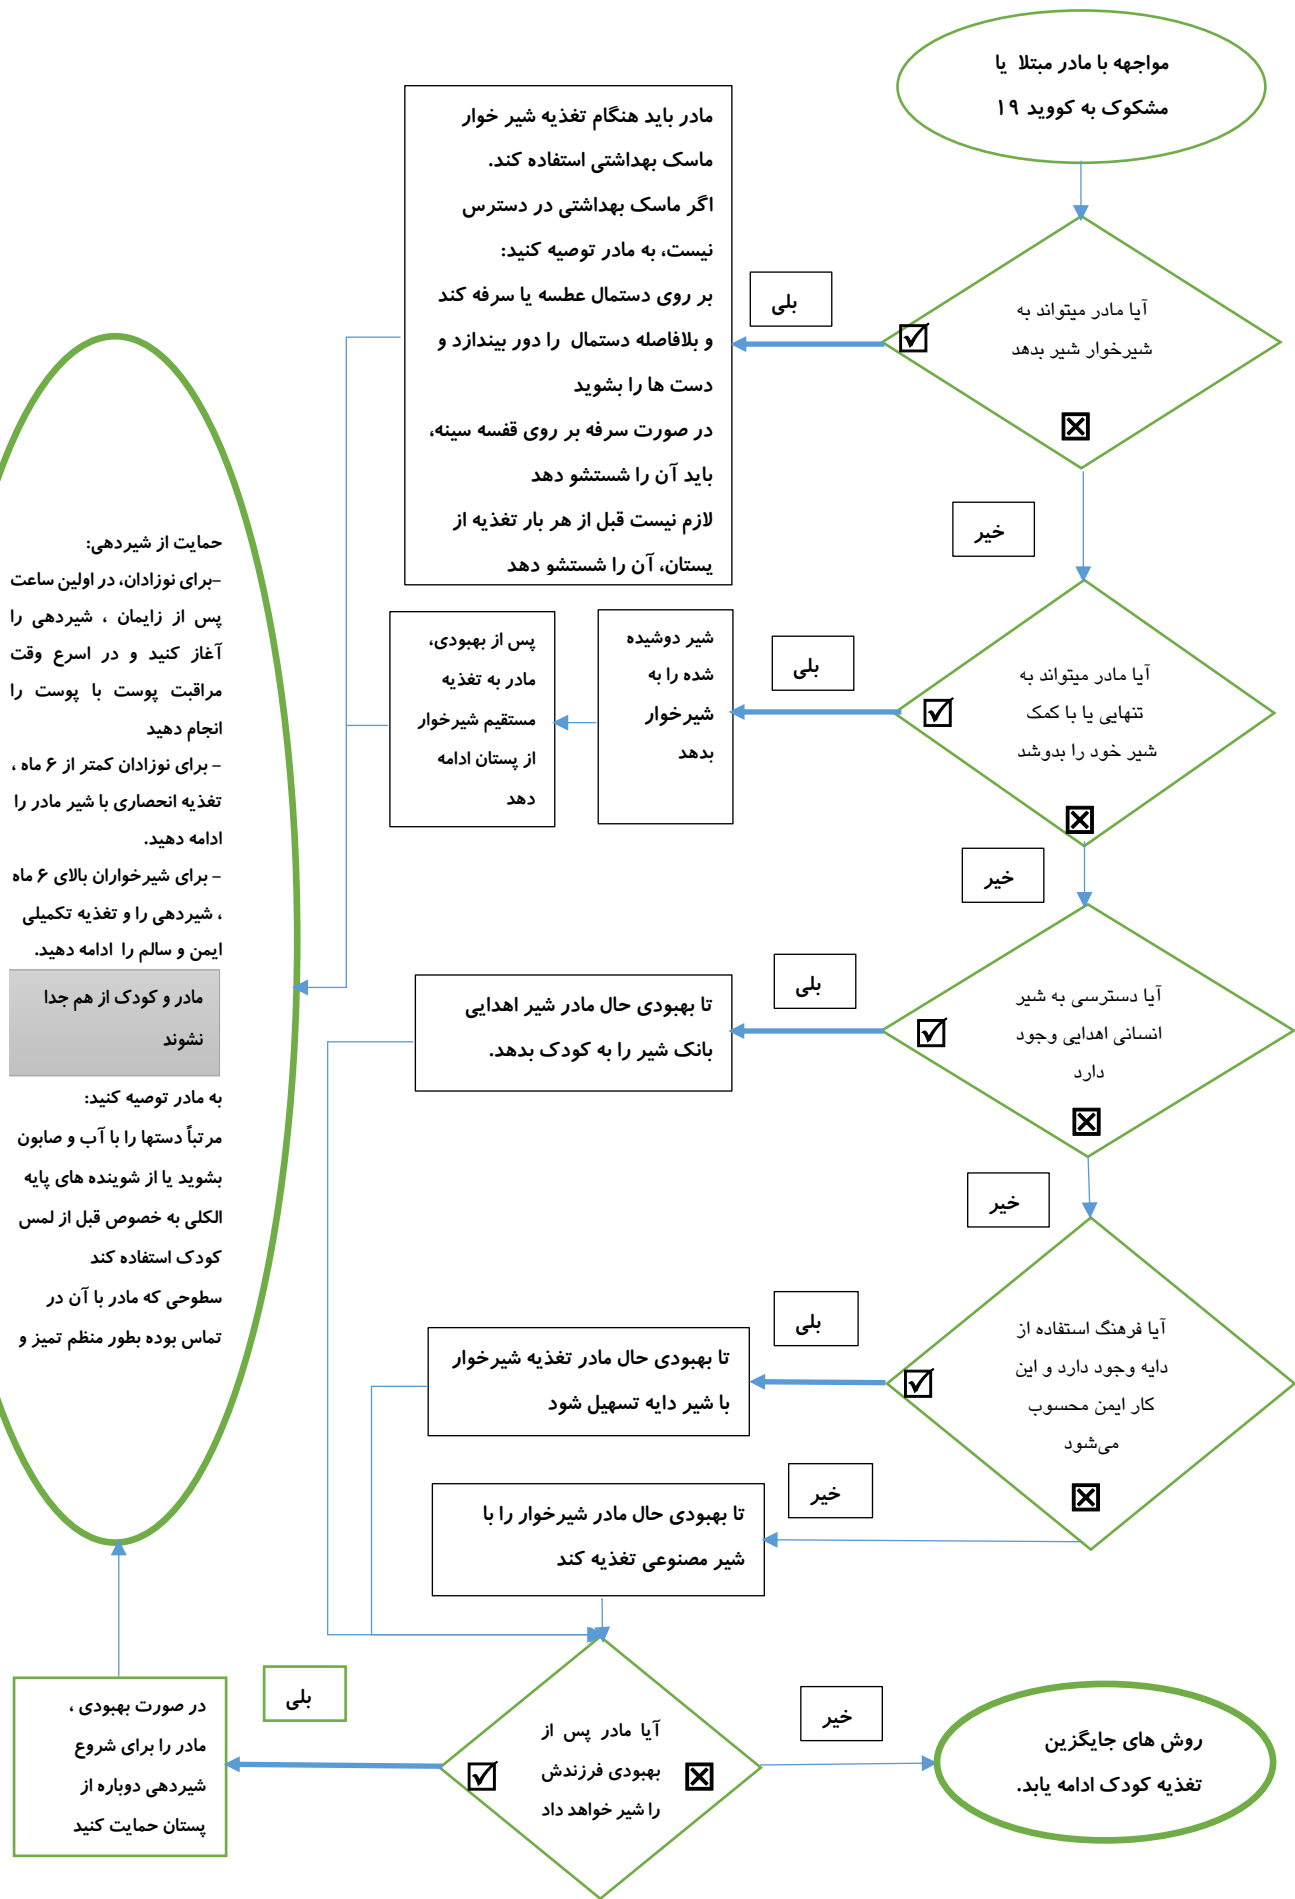 مواجهه با مادر مبتلا یا
مشکوک به کووید ۱۹
آیا مادر میتواند به
شیرخوار شیر بدهد
بلی
مادر باید هنگام تغذیه شیر خوار
ماسک بهداشتی استفاده کند.
اگر ماسک بهداشتی در دسترس
نیست، به مادر توصیه کنید:
بر روی دستمال عطسه یا سرفه کند
و بلافاصله دستمال را دور بیندازد و
دست ها را بشوید
در صورت سرفه بر روی قفسه سینه،
باید آن را شستشو دهد
لازم نیست قبل از هر بار تغذیه از
پستان، آن را شستشو دهد
خیر
آیا مادر میتواند به
تنهایی یا با کمک
شیر خود را بدوشد
بلی
شیر دوشیده
شده را به
شیرخوار
بدهد
پس از بهبودی،
مادر به تغذیه
مستقیم شیرخوار
از پستان ادامه
دهد
خیر
آیا دسترسی به شیر
انسانی اهدایی وجود
دارد
بلی
تا بهبودی حال مادر شیر اهدایی
بانک شیر را به کودک بدهد.
خیر
آیا فرهنگ استفاده از
دایه وجود دارد و این
کار ایمن محسوب
می‌شود
بلی
تا بهبودی حال مادر تغذیه شیرخوار
با شیر دایه تسهیل شود
خیر
تا بهبودی حال مادر شیرخوار را با
شیر مصنوعی تغذیه کند
آیا مادر پس از
بهبودی فرزندش
را شیر خواهد داد
خیر
روش های جایگزین
تغذیه کودک ادامه یابد.
بلی
در صورت بهبودی ،
مادر را برای شروع
شیردهی دوباره از
پستان حمایت کنید
حمایت از شیردهی:
-برای نوزادان، در اولین ساعت
پس از زایمان ، شیردهی را
آغاز کنید و در اسرع وقت
مراقبت پوست با پوست را
انجام دهید
- برای نوزادان کمتر از ۶ ماه ،
تغذیه انحصاری با شیر مادر را
ادامه دهید.
- برای شیرخواران بالای ۶ ماه
، شیردهی را و تغذیه تکمیلی
ایمن و سالم را ادامه دهید.
مادر و کودک از هم جدا
نشوند
به مادر توصیه کنید:
مرتباً دستها را با آب و صابون
بشوید یا از شوینده های پایه
الکلی به خصوص قبل از لمس
کودک استفاده کند
سطوحی که مادر با آن در
تماس بوده بطور منظم تمیز و